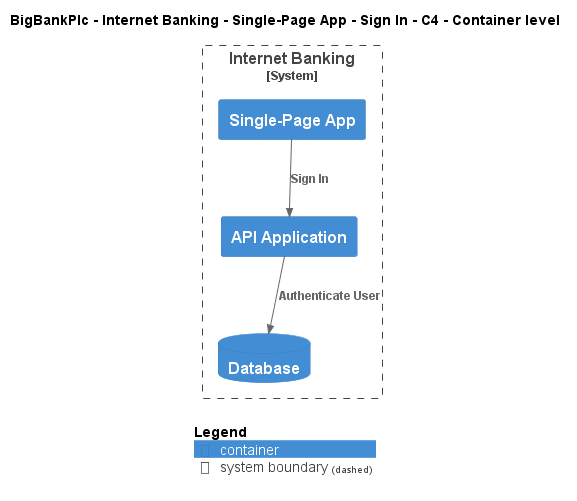 BigBankPlc - Internet Banking - Single-Page App - Sign In - C4 - Container level
Internet Banking
[System]
Single-Page App
Sign In
API Application
Authenticate User
Database
Legend
container
system boundary (dashed)